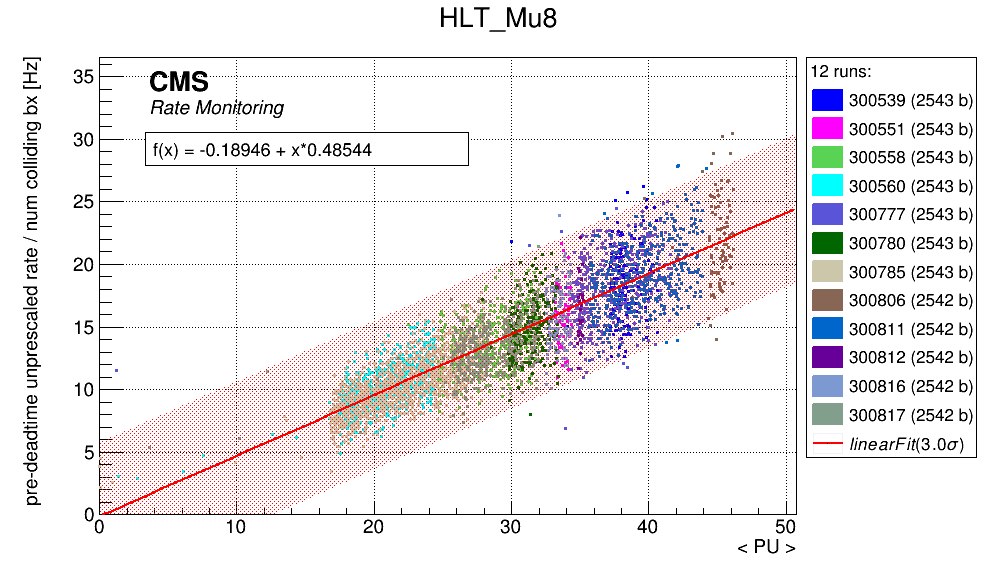 HLT_Mu8
pre-deadtime unprescaled rate / num colliding bx [Hz]
CMS
Rate Monitoring
f(x) = -0.18946 + x*0.48544
35
30
25
20
15
10
5
0
0 10 20 30 40 50
< PU >
12 runs:
300539 (2543 b)
300551 (2543 b)
300558 (2543 b)
300560 (2543 b)
300777 (2543 b)
300780 (2543 b)
300785 (2543 b)
300806 (2542 b)
300811 (2542 b)
300812 (2542 b)
300816 (2542 b)
300817 (2542 b)
linearFit(3.0σ)